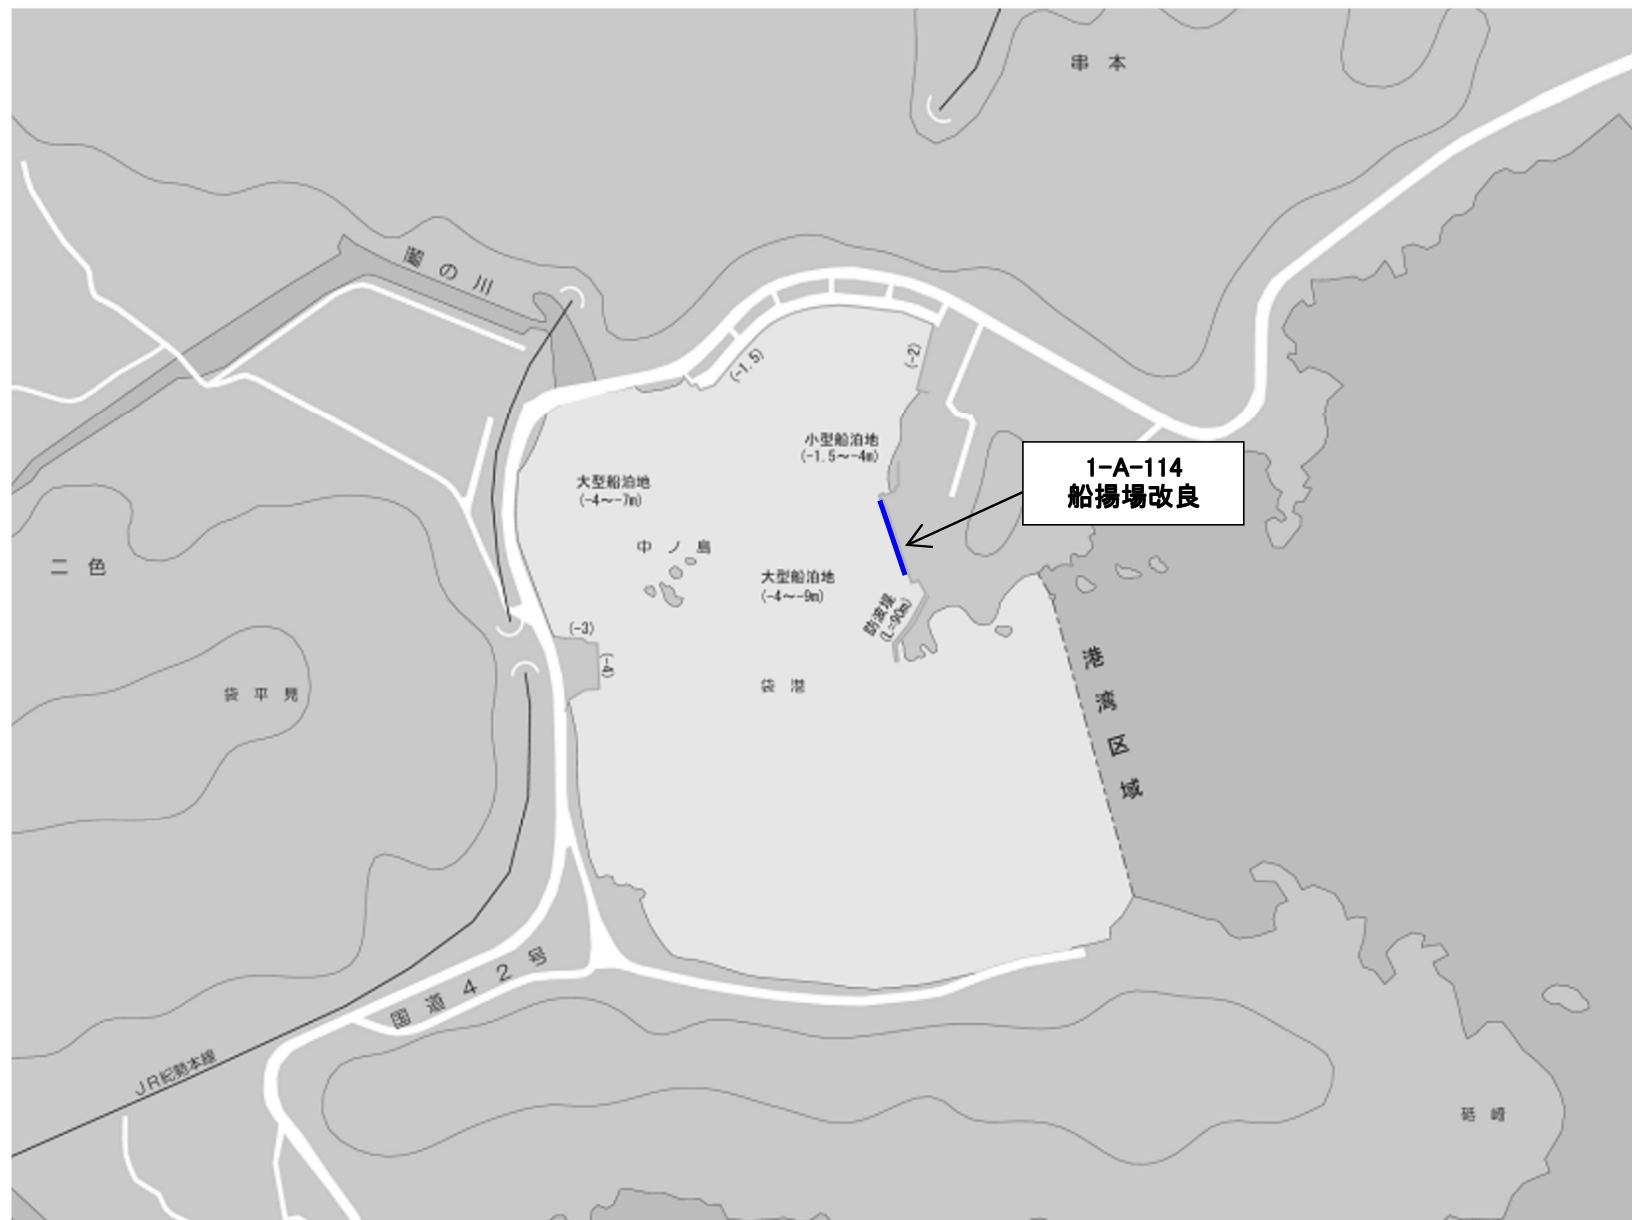 串本
鬮の川
(-1.5)
(-2)
小型船泊地
(-1.5～-4m)
1-A-114
船揚場改良
大型船泊地
(-4～-7m)
中ノ島
二色
大型船泊地
(-4～-9m)
防波堤
(L=90m)
(-3)
(-4)
港湾区域
袋平見
袋港
国道42号
JR紀勢本線
砥崎